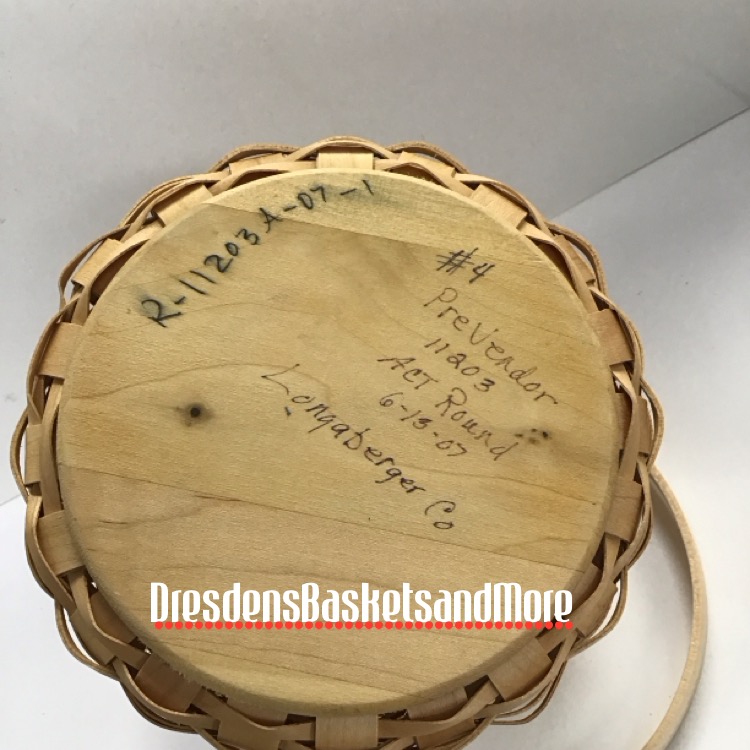 R-11203A-07-1
#4
PreVendor
11203
ACT Round
6-13-07
Longaberger Co
DresdensBasketsandMore